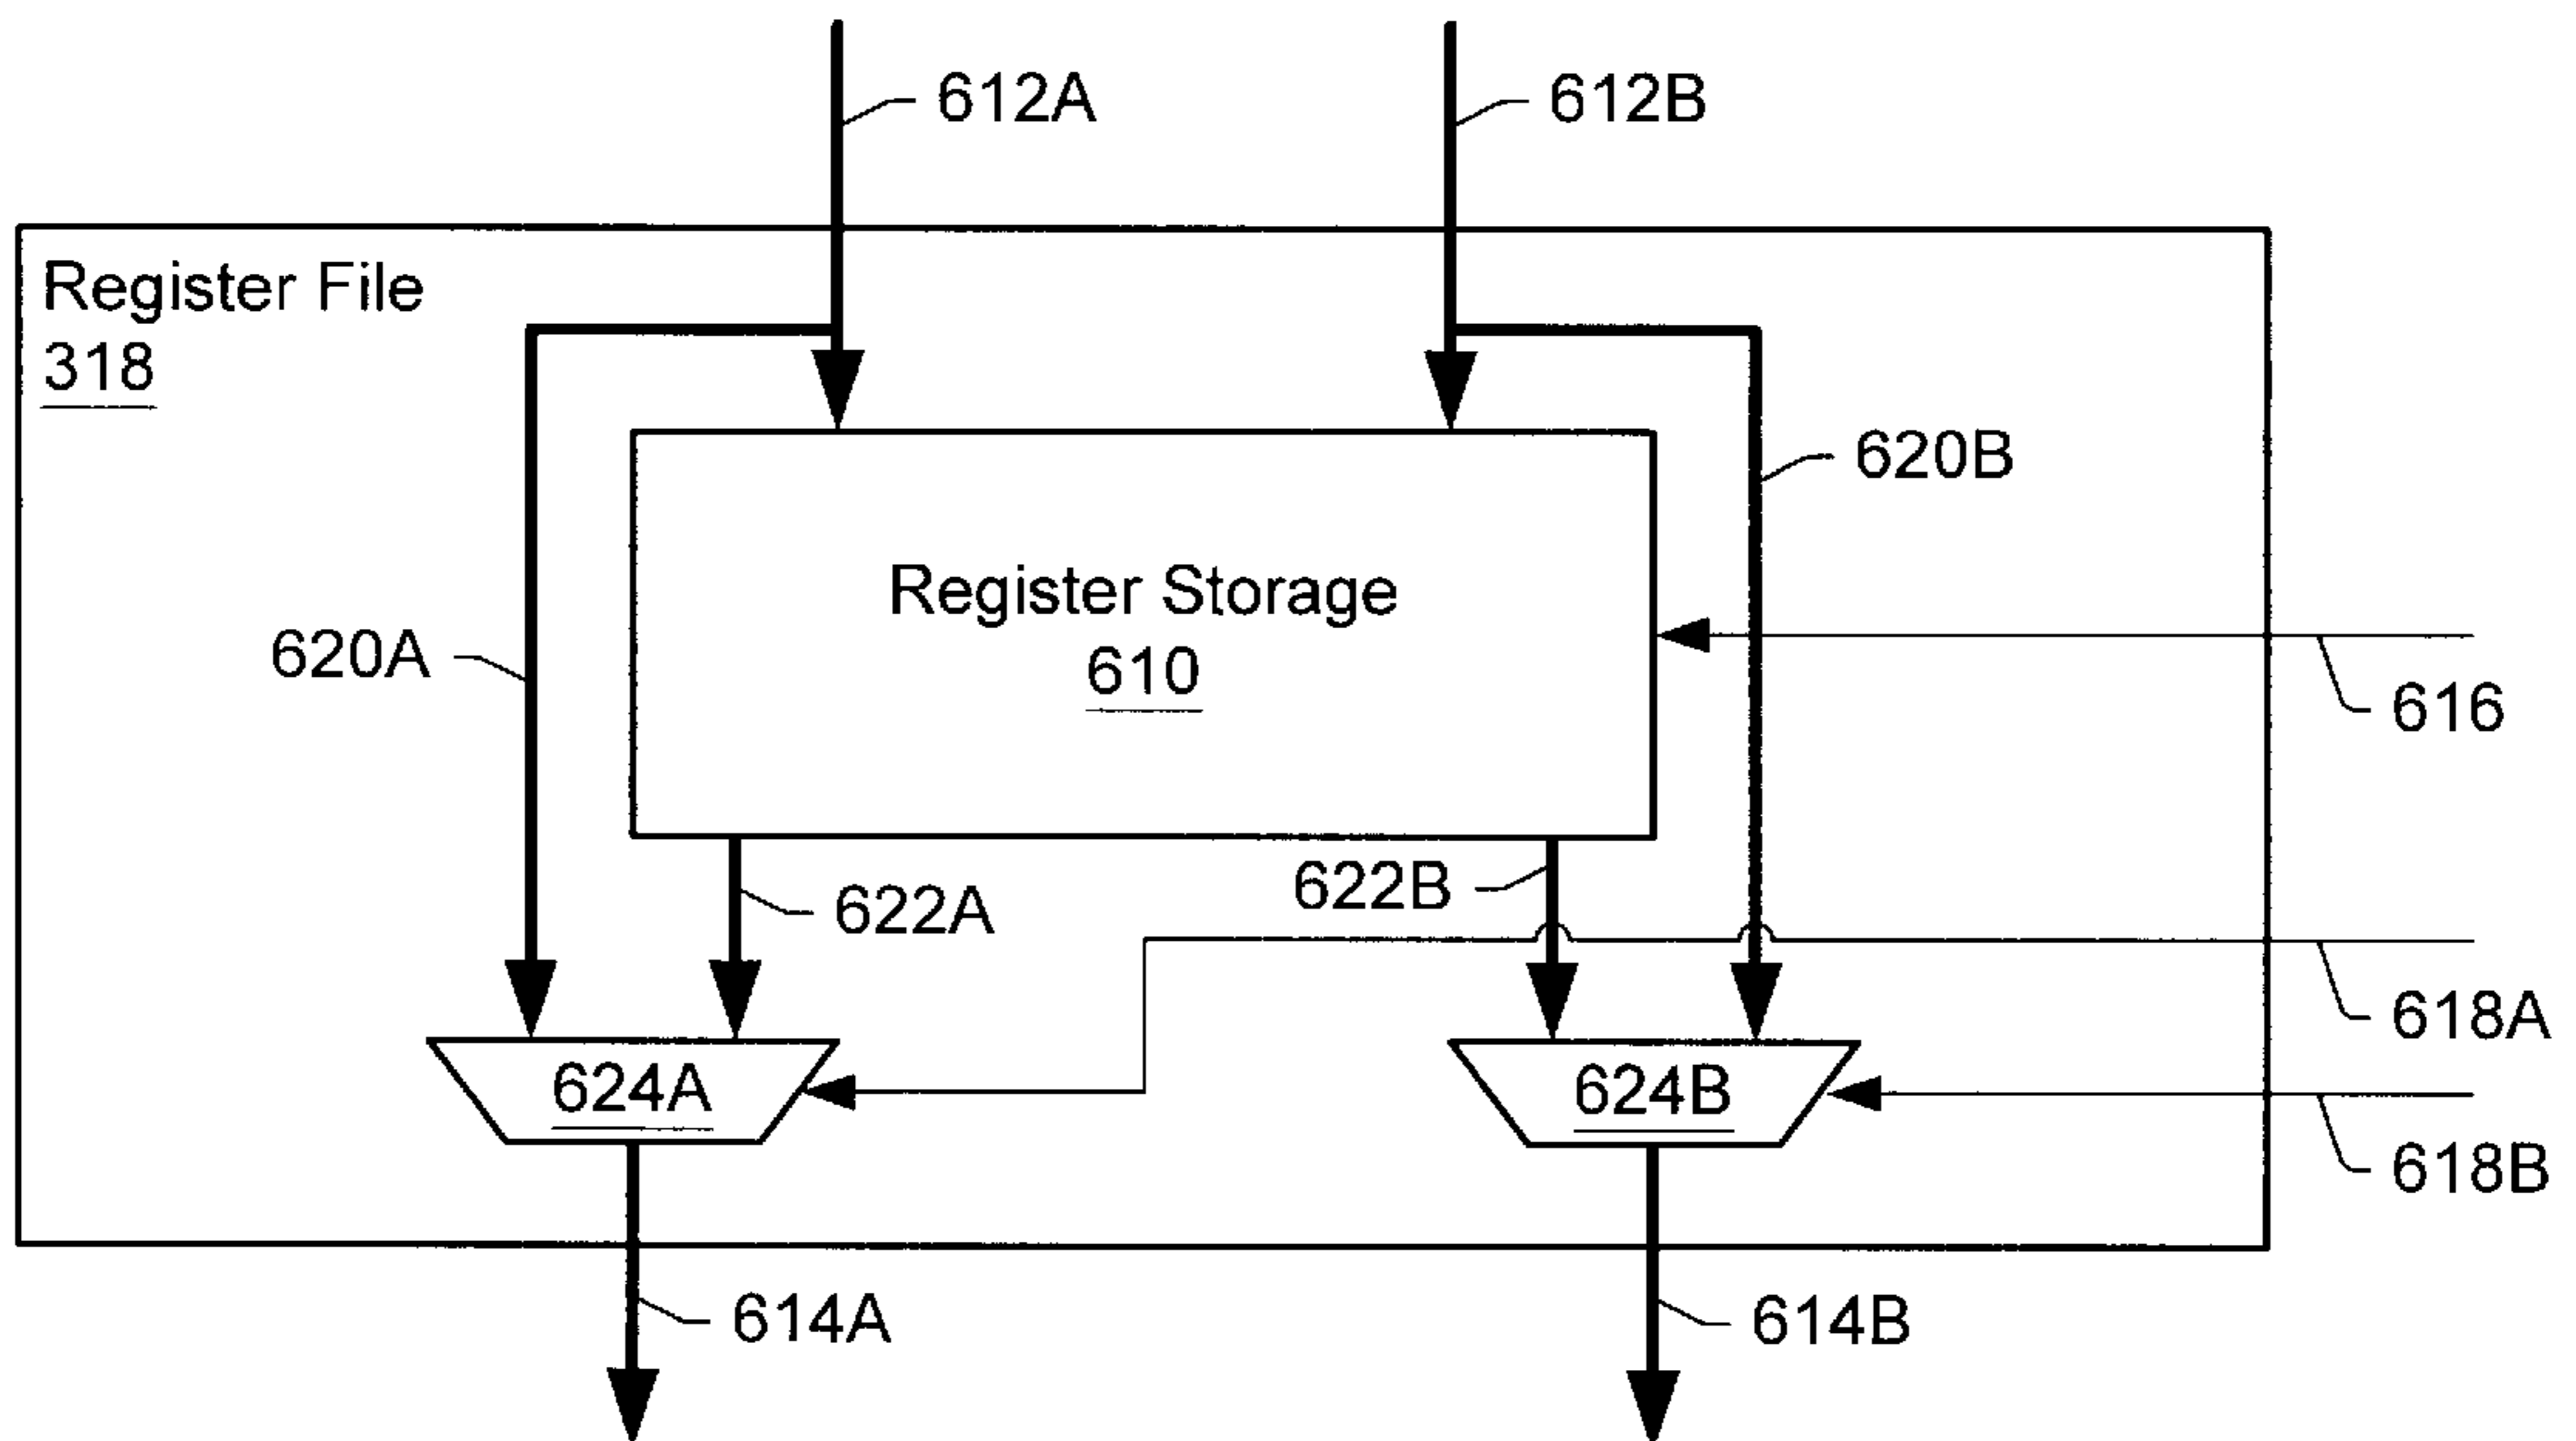 612A
612B
Register File
318
620B
Register Storage
610
620A
616
622A
622B
618A
624A
624B
618B
614A
614B